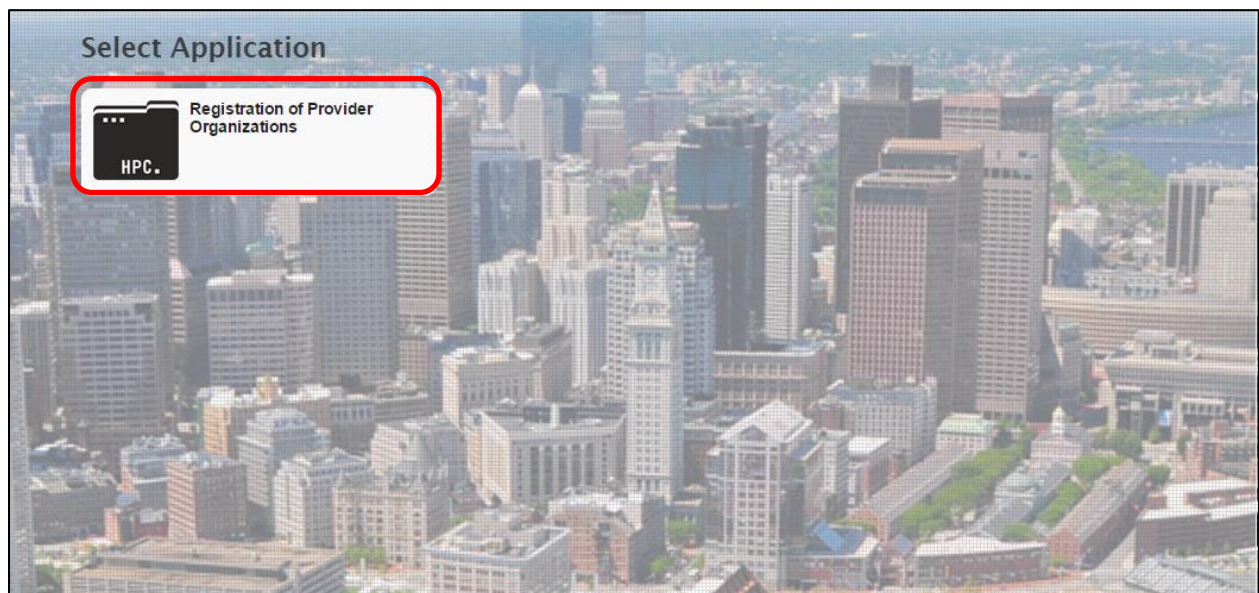 Select Application
Registration of Provider
Organizations
HPC.